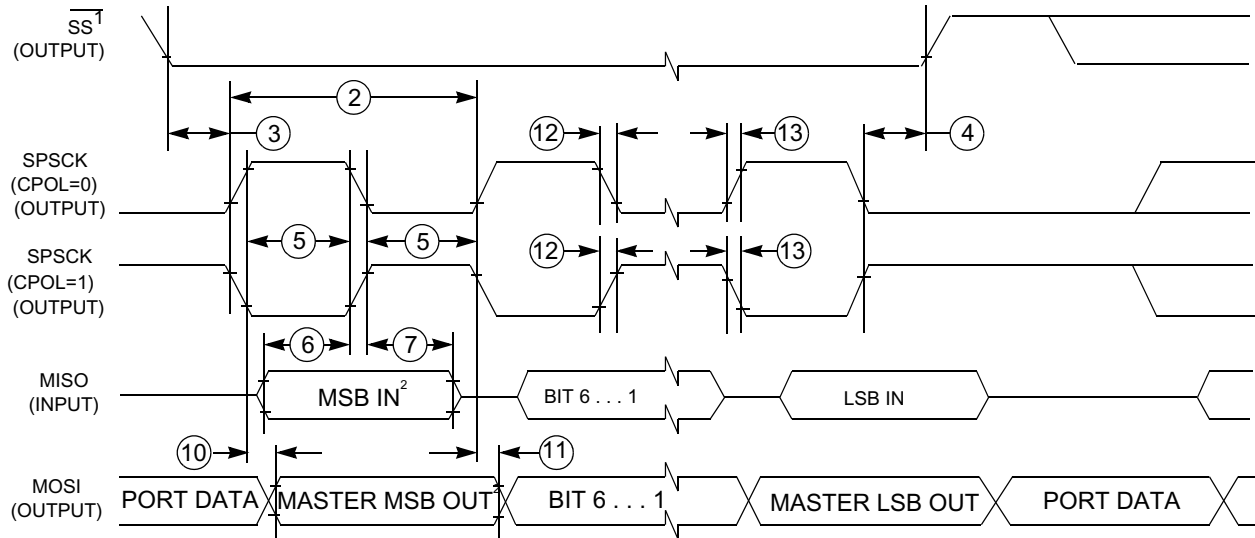 SS1
(OUTPUT)
2
3
12
13
4
SPSCK
(CPOL=0)
(OUTPUT)
5
5
SPSCK
(CPOL=1)
(OUTPUT)
12
13
6
7
MISO
(INPUT)
MSB IN2
BIT 6 . . . 1
LSB IN
10
11
MOSI
(OUTPUT)
PORT DATA
MASTER MSB OUT2
BIT 6 . . . 1
MASTER LSB OUT
PORT DATA